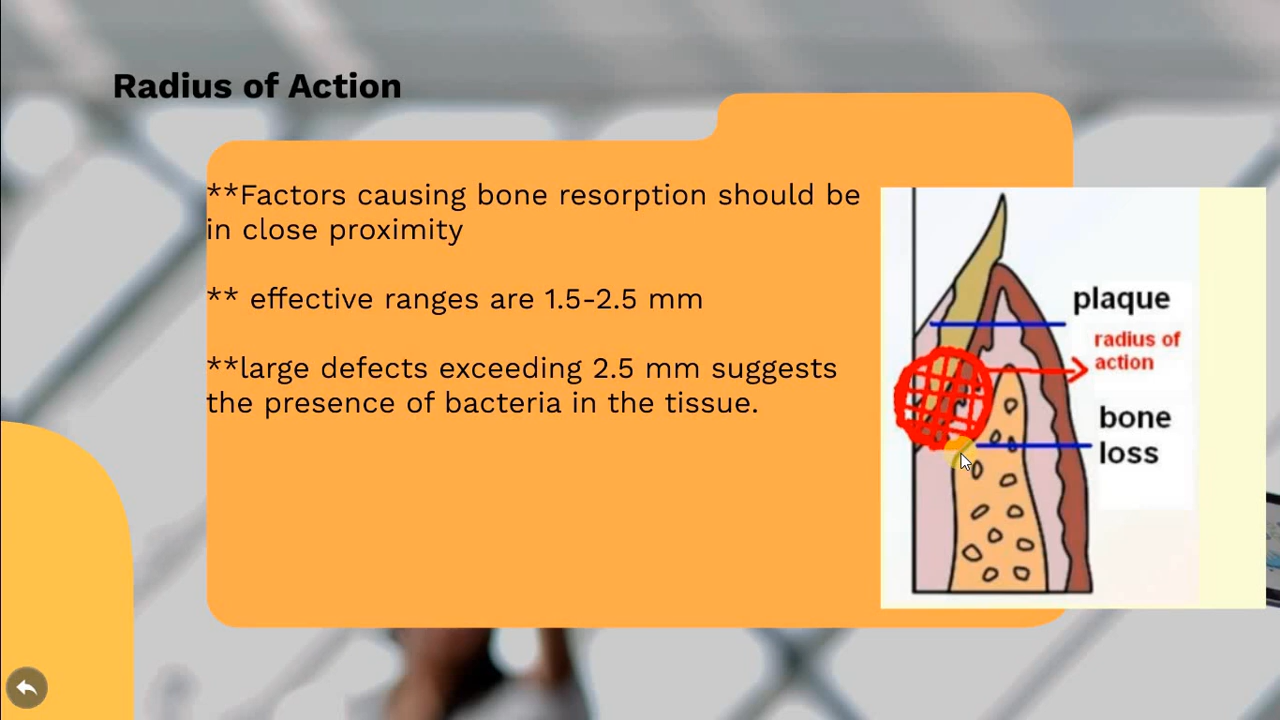 Radius of Action
**Factors causing bone resorption should be
in close proximity
** effective ranges are 1.5-2.5 mm
**large defects exceeding 2.5 mm suggests
the presence of bacteria in the tissue.
plaque
radius of
action
bone
loss